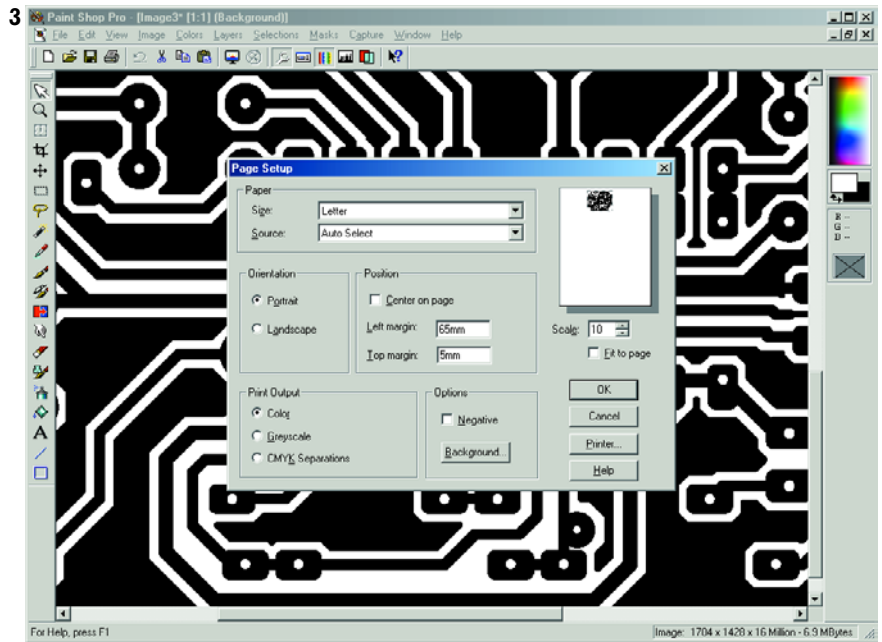 3
Paint Shop Pro - [Image3* [1:1] (Background)]
File Edit View Image Colors Layers Selections Masks Capture Window Help
Page Setup
Paper
Size: Letter
Source: Auto Select
Orientation
Portrait
Landscape
Position
Center on page
Left margin: 65mm
Top margin: 5mm
Scale: 10
Fit to page
Print Output
Color
Greyscale
CMYK Separations
Options
Negative
Background...
OK
Cancel
Printer...
Help
R --
G --
B --
A
For Help, press F1
Image: 1704 x 1428 x 16 Million - 6.9 MBytes